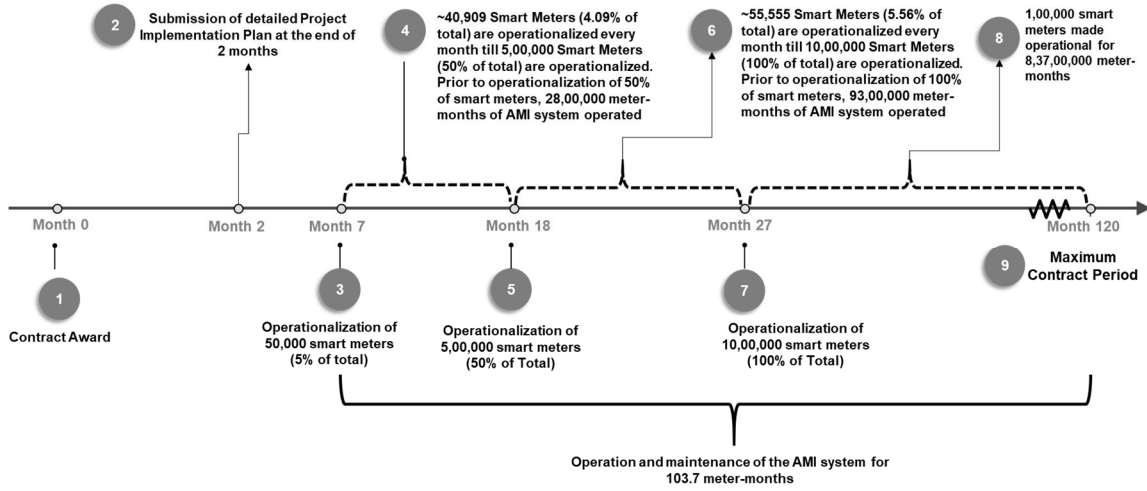 2
Submission of detailed Project
Implementation Plan at the end of
2 months
4
~40,909 Smart Meters (4.09% of
total) are operationalized every
month till 5,00,000 Smart Meters
(50% of total) are operationalized.
Prior to operationalization of 50%
of smart meters, 28,00,000 meter-
months of AMI system operated
6
~55,555 Smart Meters (5.56% of
total) are operationalized every
month till 10,00,000 Smart Meters
(100% of total) are operationalized.
Prior to operationalization of 100%
of smart meters, 93,00,000 meter-
months of AMI system operated
8
1,00,000 smart
meters made
operational for
8,37,00,000 meter-
months
Month 0
Month 2
Month 7
Month 18
Month 27
Month 120
1
Contract Award
3
Operationalization of
50,000 smart meters
(5% of total)
5
Operationalization of
5,00,000 smart meters
(50% of Total)
7
Operationalization of
10,00,000 smart meters
(100% of Total)
9
Maximum
Contract Period
Operation and maintenance of the AMI system for
103.7 meter-months